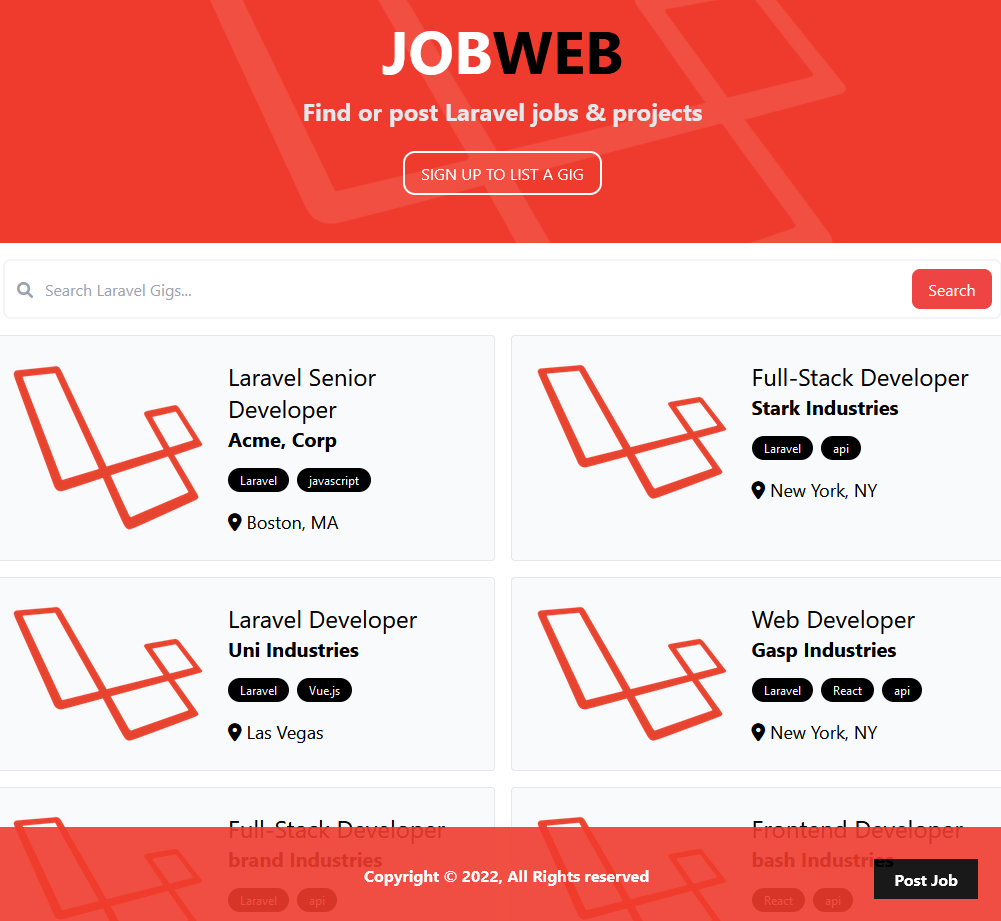 JOBWEB
Find or post Laravel jobs & projects
SIGN UP TO LIST A GIG
Search Laravel Gigs...
Search
Laravel Senior
Developer
Acme, Corp
Laravel javascript
Boston, MA
Full-Stack Developer
Stark Industries
Laravel api
New York, NY
Laravel Developer
Uni Industries
Laravel Vue.js
Las Vegas
Web Developer
Gasp Industries
Laravel React api
New York, NY
Full-Stack Developer
brand Industries
Laravel api
Frontend Developer
bash Industries
React api
Copyright © 2022, All Rights reserved
Post Job